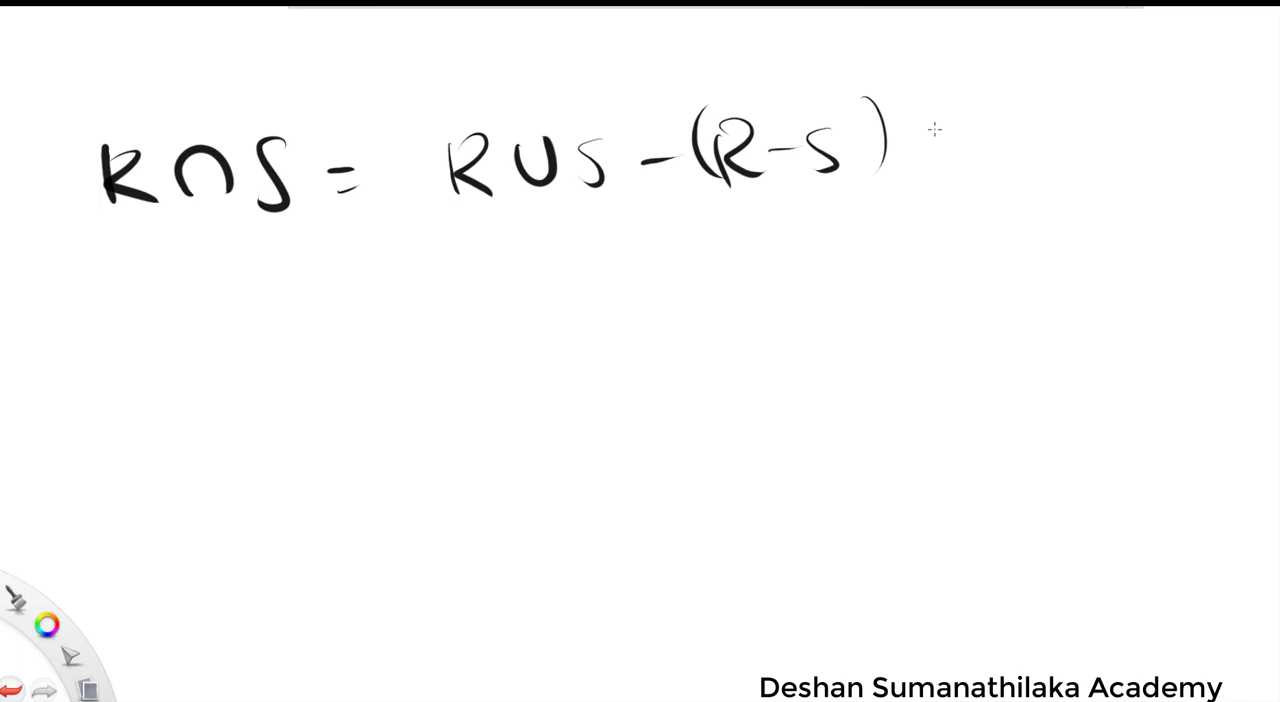 R ∩ S = R U S - (R - S)
Deshan Sumanathilaka Academy